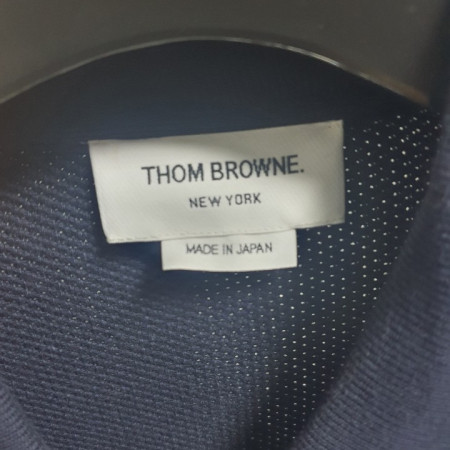 THOM BROWNE.
NEW YORK
MADE IN JAPAN